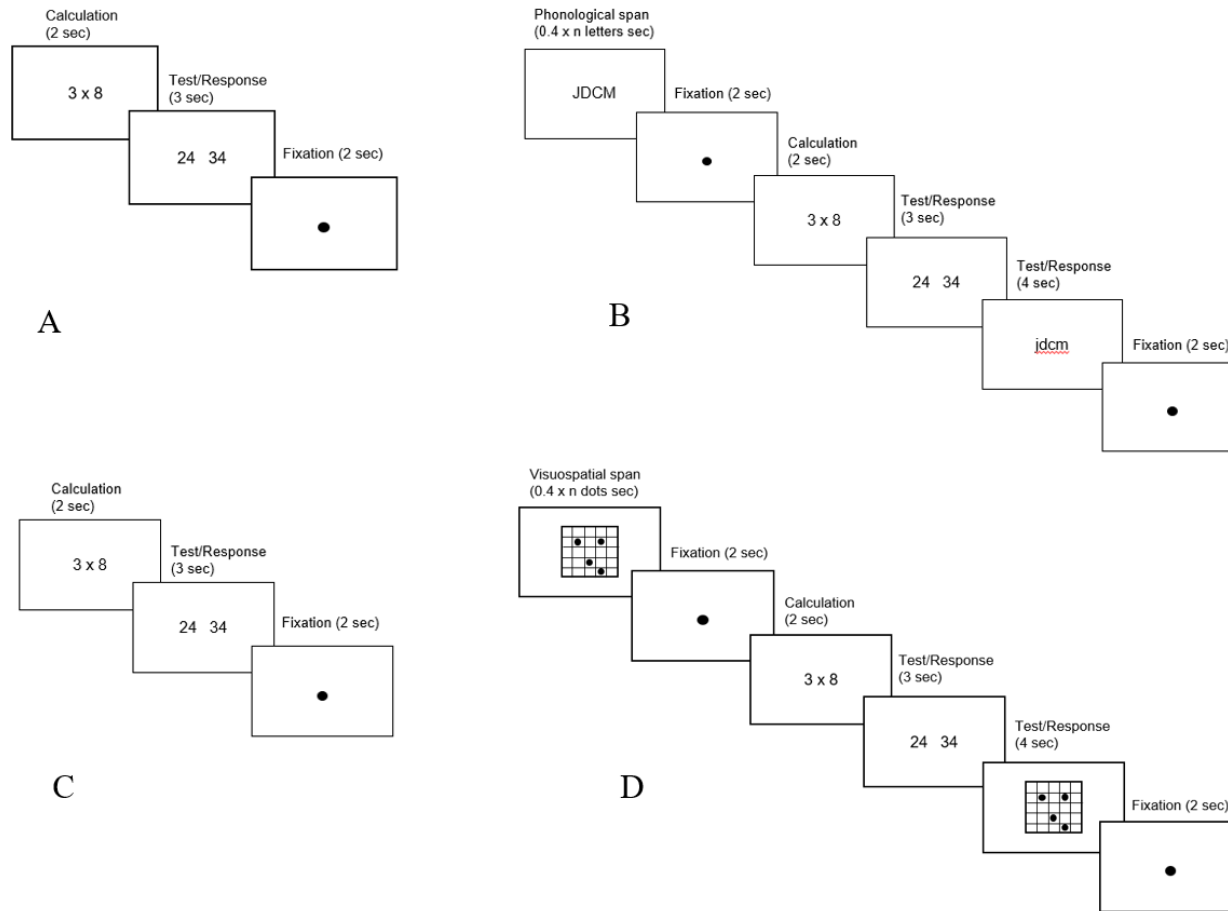 Calculation
(2 sec)
3 x 8
Test/Response
(3 sec)
24 34
Fixation (2 sec)
A
Phonological span
(0.4 x n letters sec)
JDCM
Fixation (2 sec)
Calculation
(2 sec)
3 x 8
Test/Response
(3 sec)
24 34
Test/Response
(4 sec)
jdcm
Fixation (2 sec)
B
Calculation
(2 sec)
3 x 8
Test/Response
(3 sec)
24 34
Fixation (2 sec)
C
Visuospatial span
(0.4 x n dots sec)
Fixation (2 sec)
Calculation
(2 sec)
3 x 8
Test/Response
(3 sec)
24 34
Test/Response
(4 sec)
Fixation (2 sec)
D